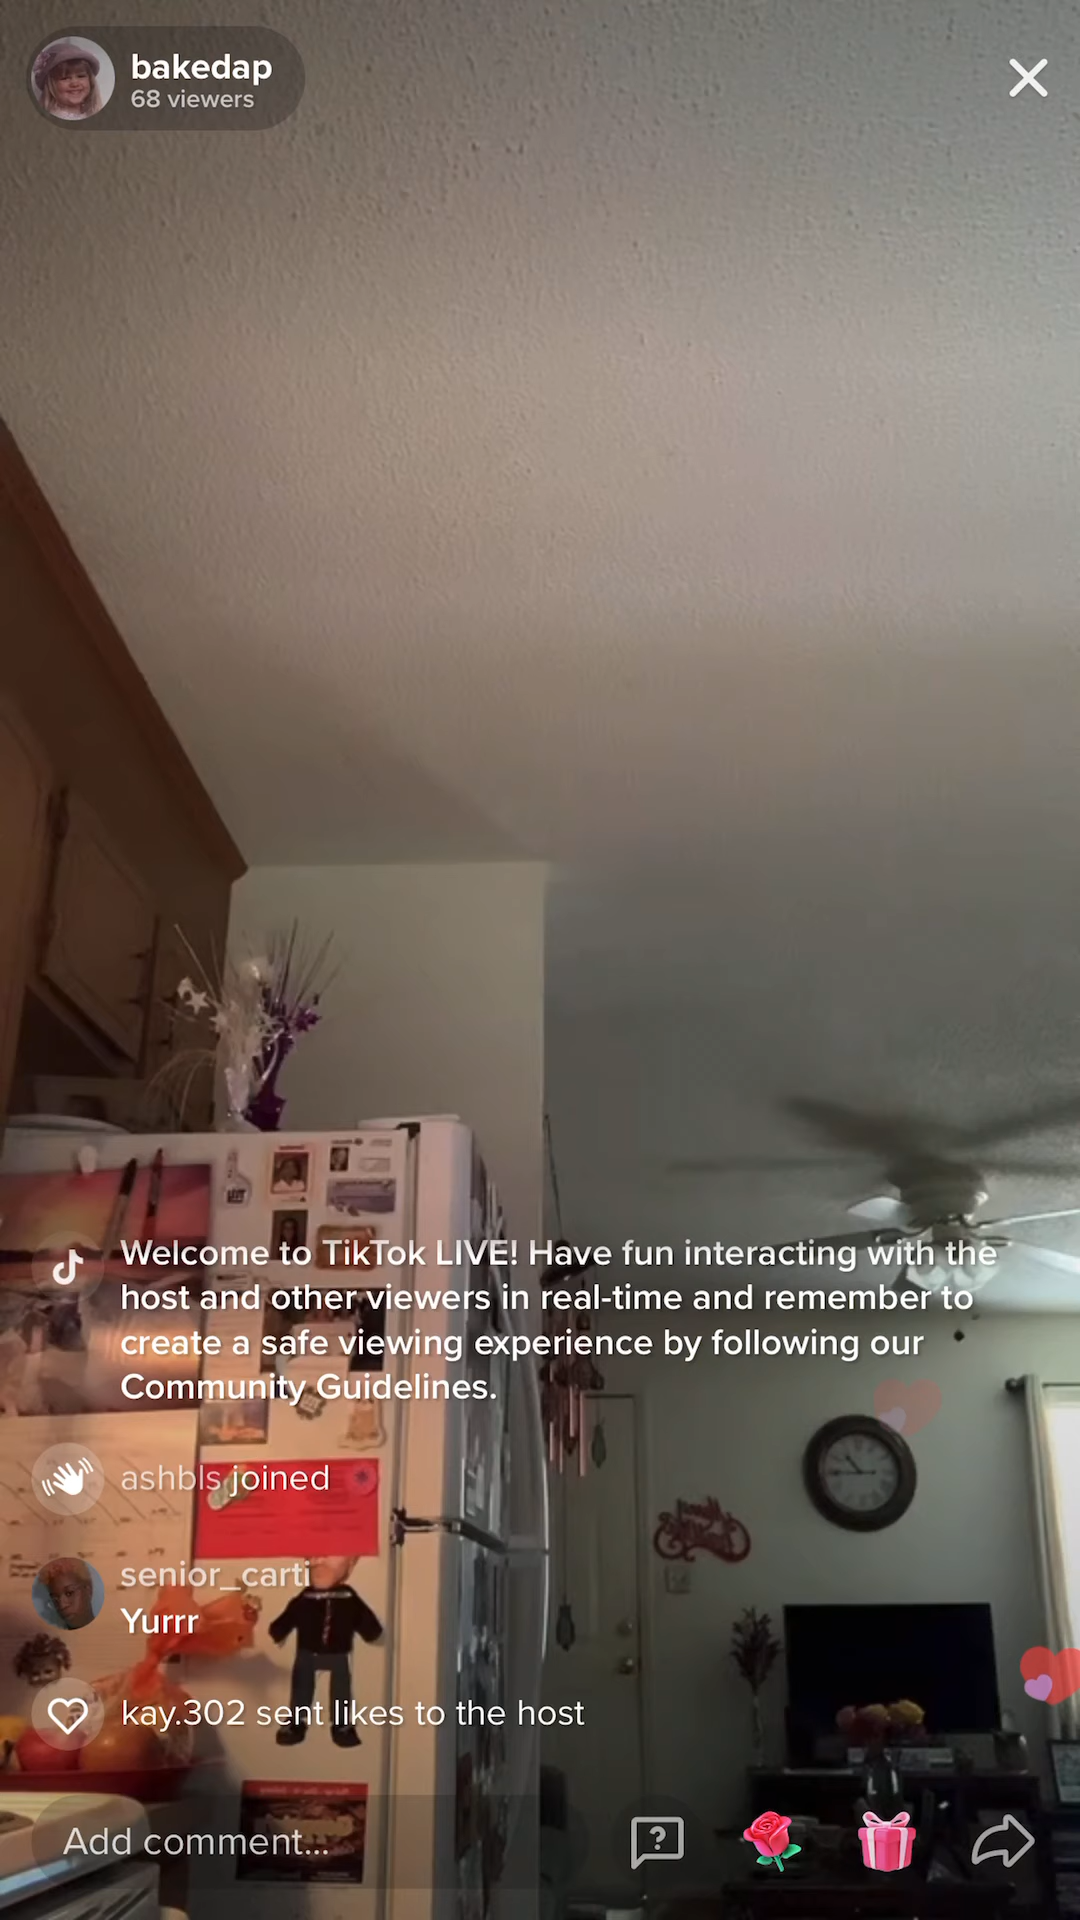 bakedap
68 viewers
Welcome to TikTok LIVE! Have fun interacting with the
host and other viewers in real-time and remember to
create a safe viewing experience by following our
Community Guidelines.
ashbls joined
senior_carti
Yurrr
kay.302 sent likes to the host
Add comment...